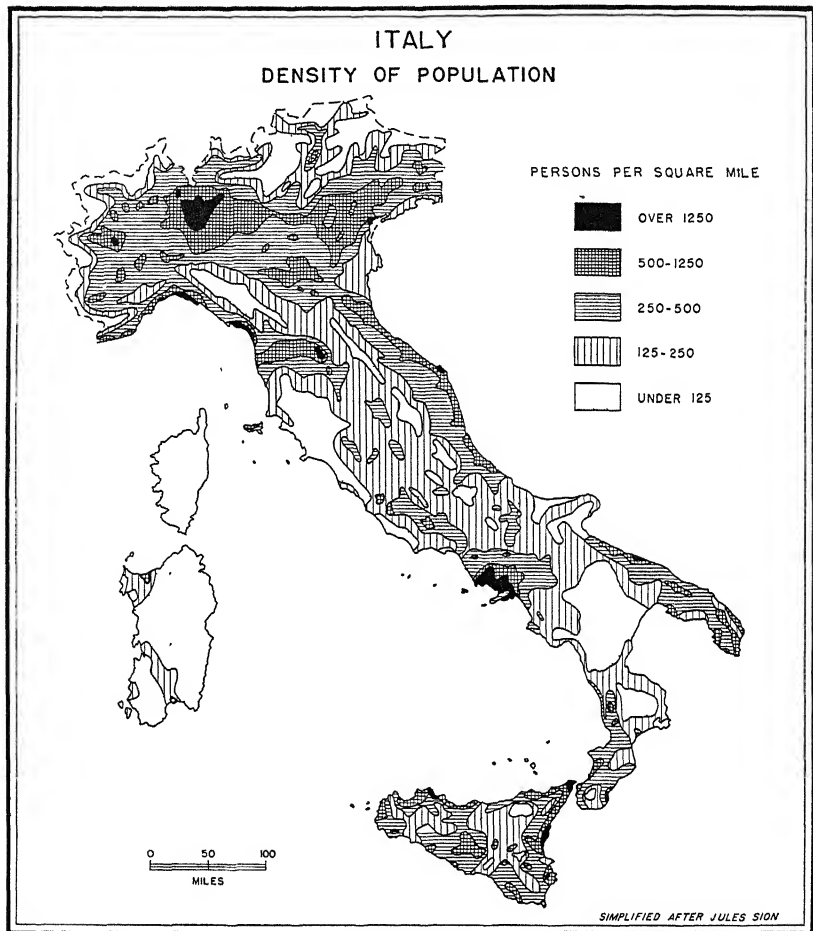 ITALY
DENSITY OF POPULATION
PERSONS PER SQUARE MILE
OVER 1250
500-1250
250-500
125-250
UNDER 125
0 50 100
MILES
SIMPLIFIED AFTER JULES SION